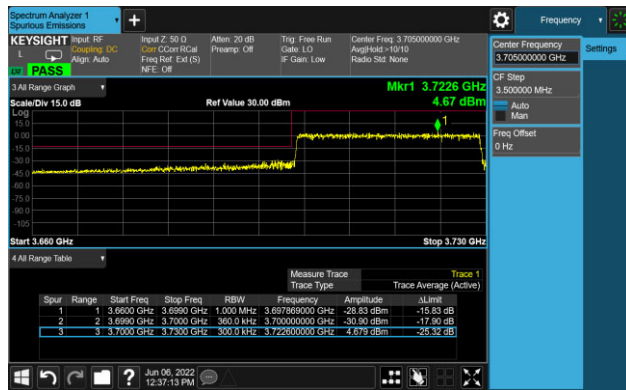 Spectrum Analyzer 1
Spurious Emissions
Frequency
KEYSIGHT
L
Input: RF
Coupling: DC
Align: Auto
Input Z: 50 Ω
Corr CCorr RCal
Freq Ref: Ext (S)
NFE: Off
Atten: 20 dB
Preamp: Off
Trig: Free Run
Gate: LO
IF Gain: Low
Center Freq: 3.705000000 GHz
Avg|Hold:>10/10
Radio Std: None
LV PASS
Center Frequency
3.705000000 GHz
Settings
CF Step
3.500000 MHz
Auto
Man
Freq Offset
0 Hz
3 All Range Graph
Mkr1 3.7226 GHz
Scale/Div 15.0 dB
Ref Value 30.00 dBm
4.67 dBm
Log
15.0
0.00
-15.0
-30.0
-45.0
-60.0
-75.0
-90.0
-105
1
Start 3.660 GHz
Stop 3.730 GHz
4 All Range Table
Measure Trace Trace 1
Trace Type Trace Average (Active)
Spur Range Start Freq Stop Freq RBW Frequency Amplitude ΔLimit
1 1 3.6600 GHz 3.6990 GHz 1.000 MHz 3.697869000 GHz -28.83 dBm -15.83 dB
2 2 3.6990 GHz 3.7000 GHz 360.0 kHz 3.700000000 GHz -30.90 dBm -17.90 dB
3 3 3.7000 GHz 3.7300 GHz 300.0 kHz 3.722600000 GHz 4.679 dBm -25.32 dB
?
Jun 06, 2022
12:37:13 PM